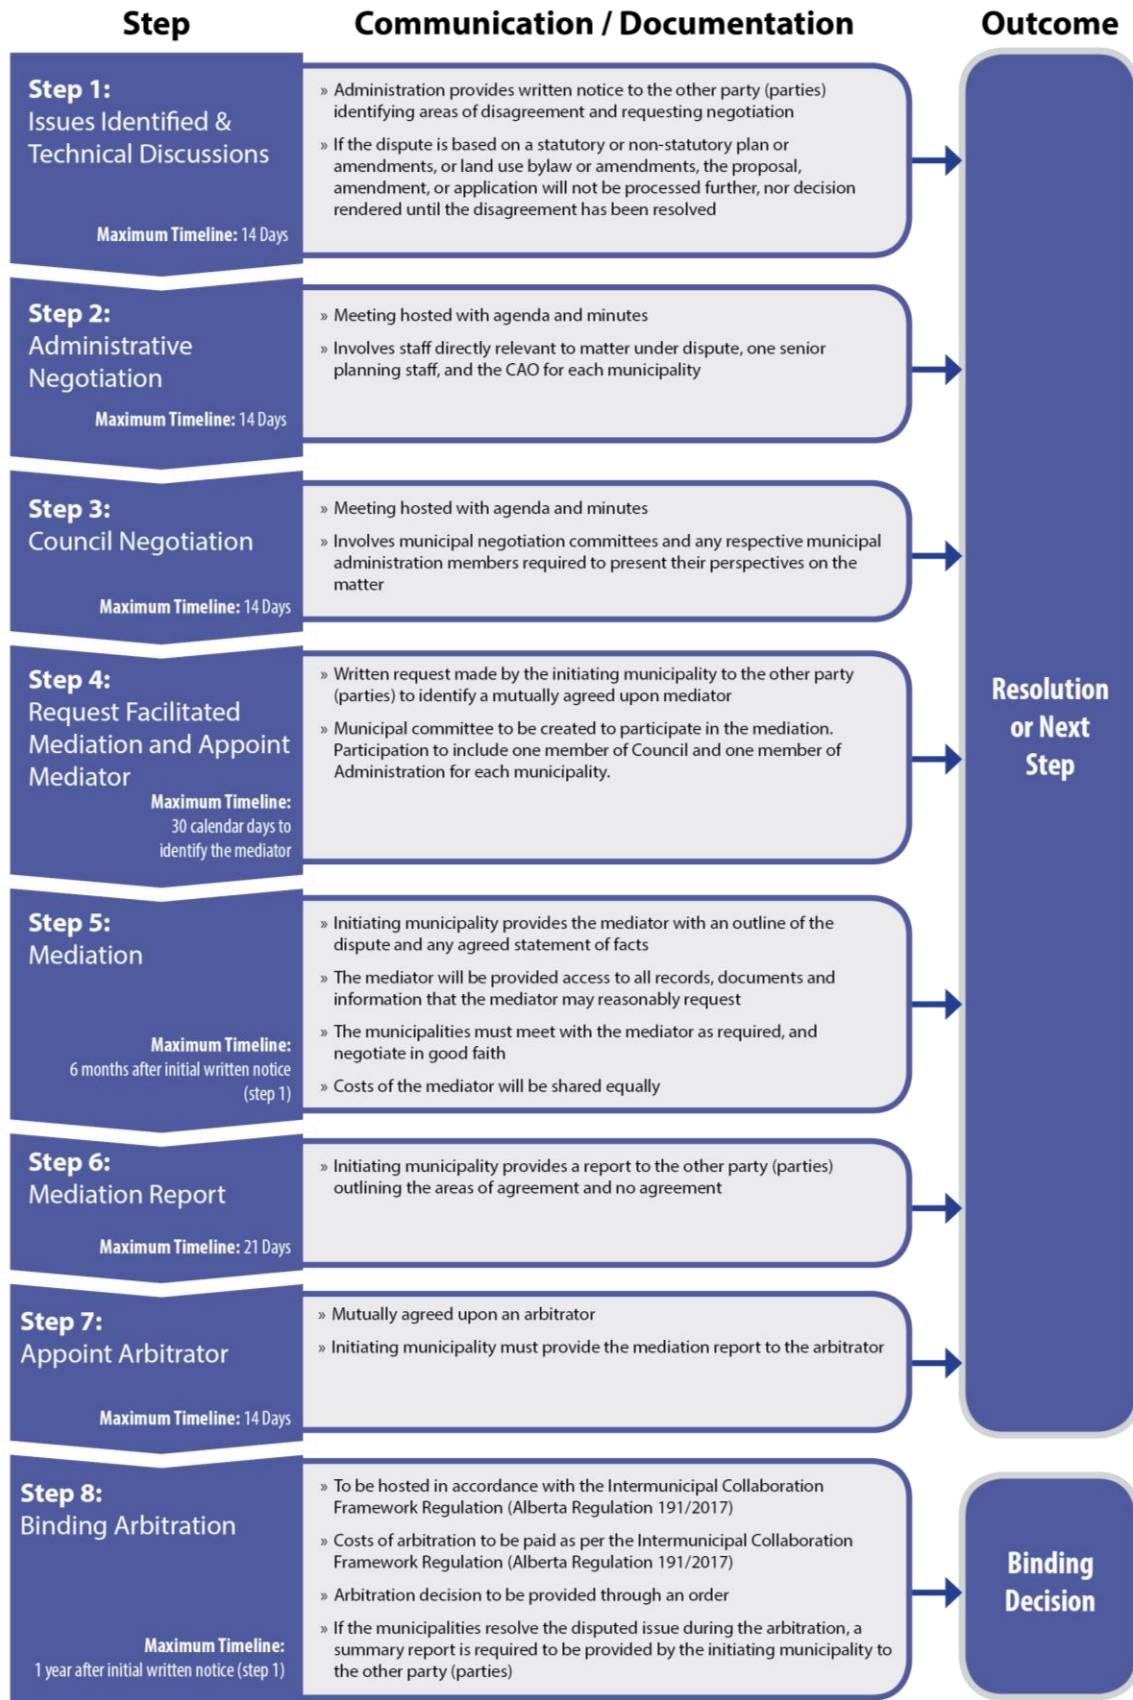 Step
Communication / Documentation
Outcome
Step 1:
Issues Identified &
Technical Discussions
Maximum Timeline: 14 Days
» Administration provides written notice to the other party (parties)
identifying areas of disagreement and requesting negotiation
» If the dispute is based on a statutory or non-statutory plan or
amendments, or land use bylaw or amendments, the proposal,
amendment, or application will not be processed further, nor decision
rendered until the disagreement has been resolved
Step 2:
Administrative
Negotiation
Maximum Timeline: 14 Days
» Meeting hosted with agenda and minutes
» Involves staff directly relevant to matter under dispute, one senior
planning staff, and the CAO for each municipality
Step 3:
Council Negotiation
Maximum Timeline: 14 Days
» Meeting hosted with agenda and minutes
» Involves municipal negotiation committees and any respective municipal
administration members required to present their perspectives on the
matter
Step 4:
Request Facilitated
Mediation and Appoint
Mediator
Maximum Timeline:
30 calendar days to
identify the mediator
» Written request made by the initiating municipality to the other party
(parties) to identify a mutually agreed upon mediator
» Municipal committee to be created to participate in the mediation.
Participation to include one member of Council and one member of
Administration for each municipality.
Step 5:
Mediation
Maximum Timeline:
6 months after initial written notice
(step 1)
» Initiating municipality provides the mediator with an outline of the
dispute and any agreed statement of facts
» The mediator will be provided access to all records, documents and
information that the mediator may reasonably request
» The municipalities must meet with the mediator as required, and
negotiate in good faith
» Costs of the mediator will be shared equally
Step 6:
Mediation Report
Maximum Timeline: 21 Days
» Initiating municipality provides a report to the other party (parties)
outlining the areas of agreement and no agreement
Step 7:
Appoint Arbitrator
Maximum Timeline: 14 Days
» Mutually agreed upon an arbitrator
» Initiating municipality must provide the mediation report to the arbitrator
Resolution
or Next
Step
Step 8:
Binding Arbitration
Maximum Timeline:
1 year after initial written notice (step 1)
» To be hosted in accordance with the Intermunicipal Collaboration
Framework Regulation (Alberta Regulation 191/2017)
» Costs of arbitration to be paid as per the Intermunicipal Collaboration
Framework Regulation (Alberta Regulation 191/2017)
» Arbitration decision to be provided through an order
» If the municipalities resolve the disputed issue during the arbitration, a
summary report is required to be provided by the initiating municipality to
the other party (parties)
Binding
Decision